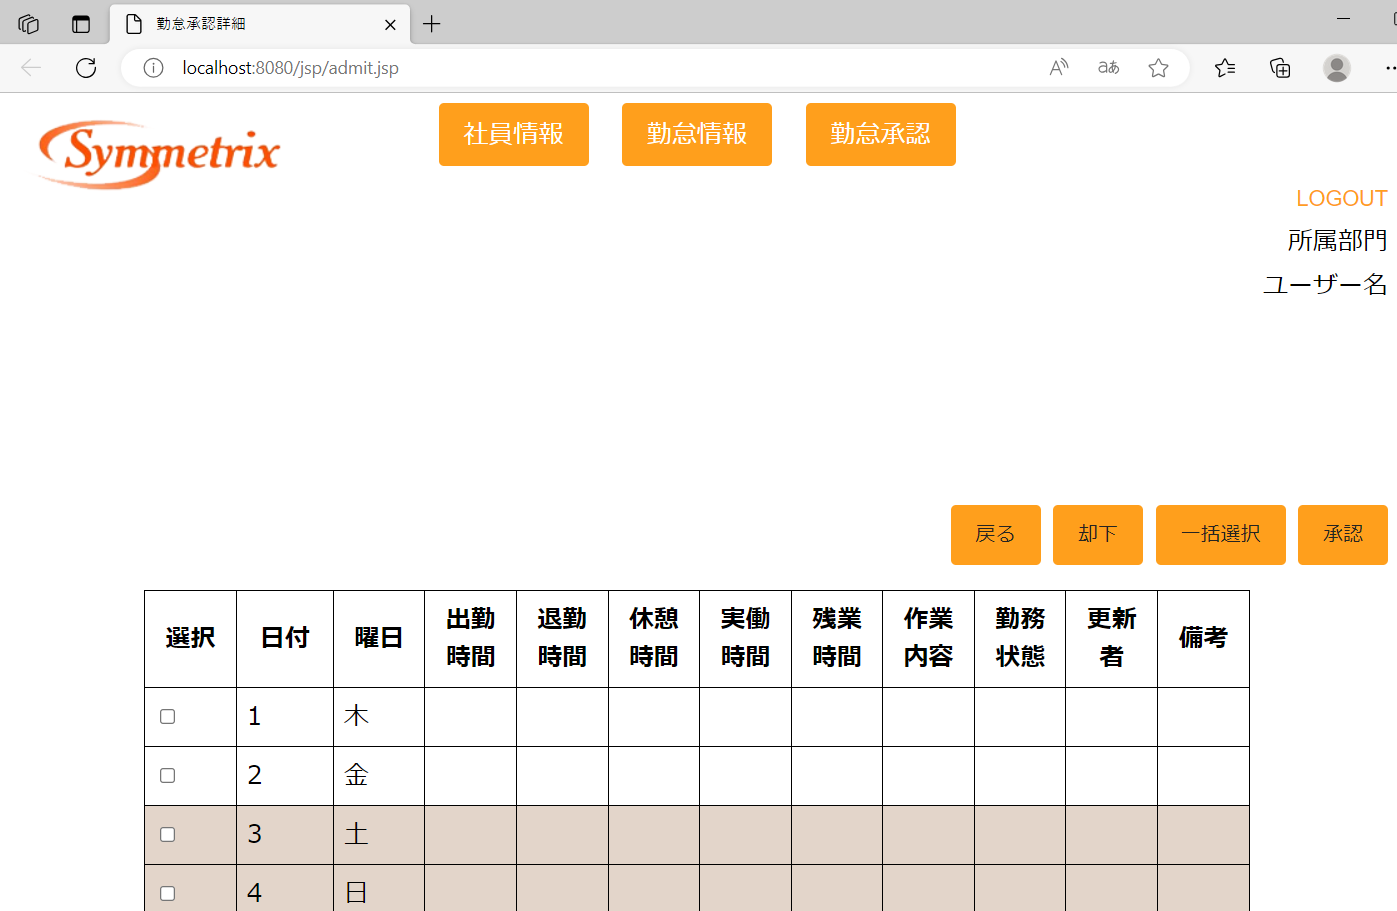 勤怠承認詳細
localhost:8080/jsp/admit.jsp
Symmetrix
社員情報 勤怠情報 勤怠承認
LOGOUT
所属部門
ユーザー名
戻る 却下 一括選択 承認
選択 日付 曜日 出勤時間 退勤時間 休憩時間 実働時間 残業時間 作業内容 勤務状態 更新者 備考
1 木
2 金
3 土
4 日